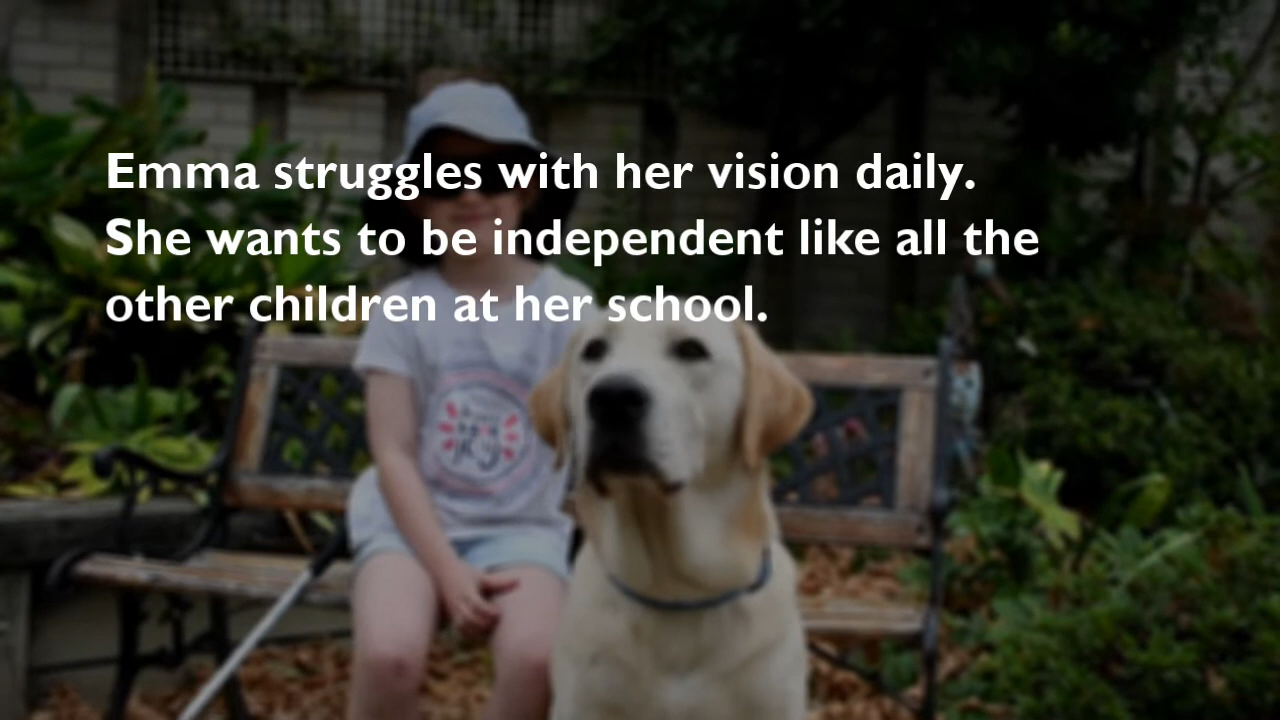 Emma struggles with her vision daily.
She wants to be independent like all the
other children at her school.